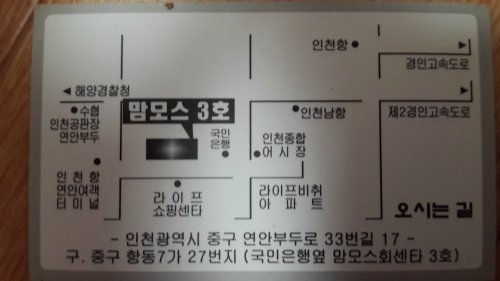 인천항
경인고속도로
◀ 해양경찰청
수협
인천공판장
연안부두
맘모스 3호
국민
은행
인천남항
인천종합
어시장
제2경인고속도로
인천항
연안여객
터미널
라이프
쇼핑센타
라이프비취
아파트
오시는 길
- 인천광역시 중구 연안부두로 33번길 17 -
구. 중구 항동7가 27번지 (국민은행옆 맘모스회센타 3호)